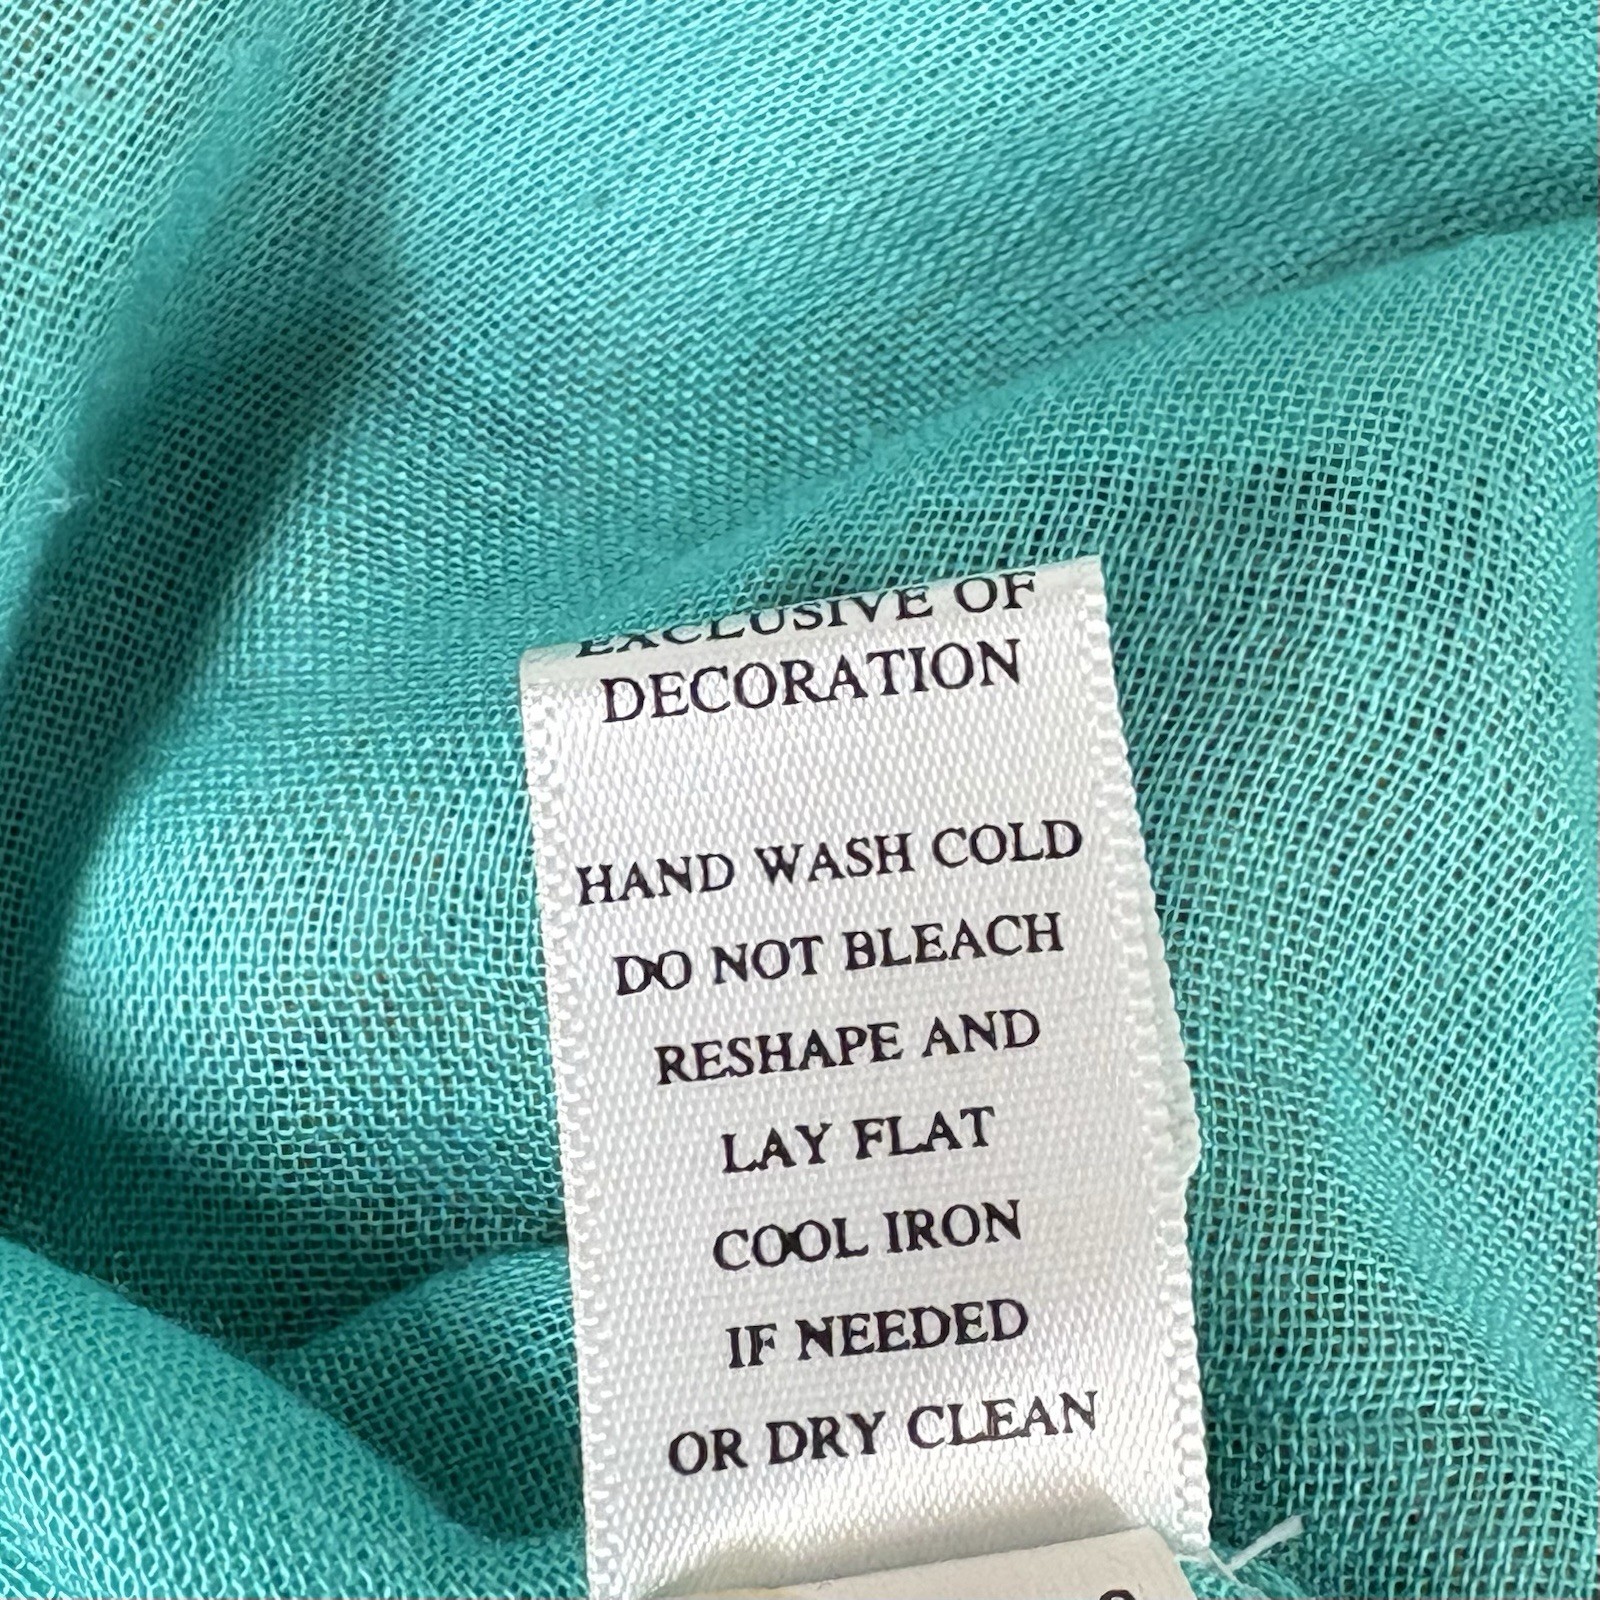 EXCLUSIVE OF
DECORATION
HAND WASH COLD
DO NOT BLEACH
RESHAPE AND
LAY FLAT
COOL IRON
IF NEEDED
OR DRY CLEAN